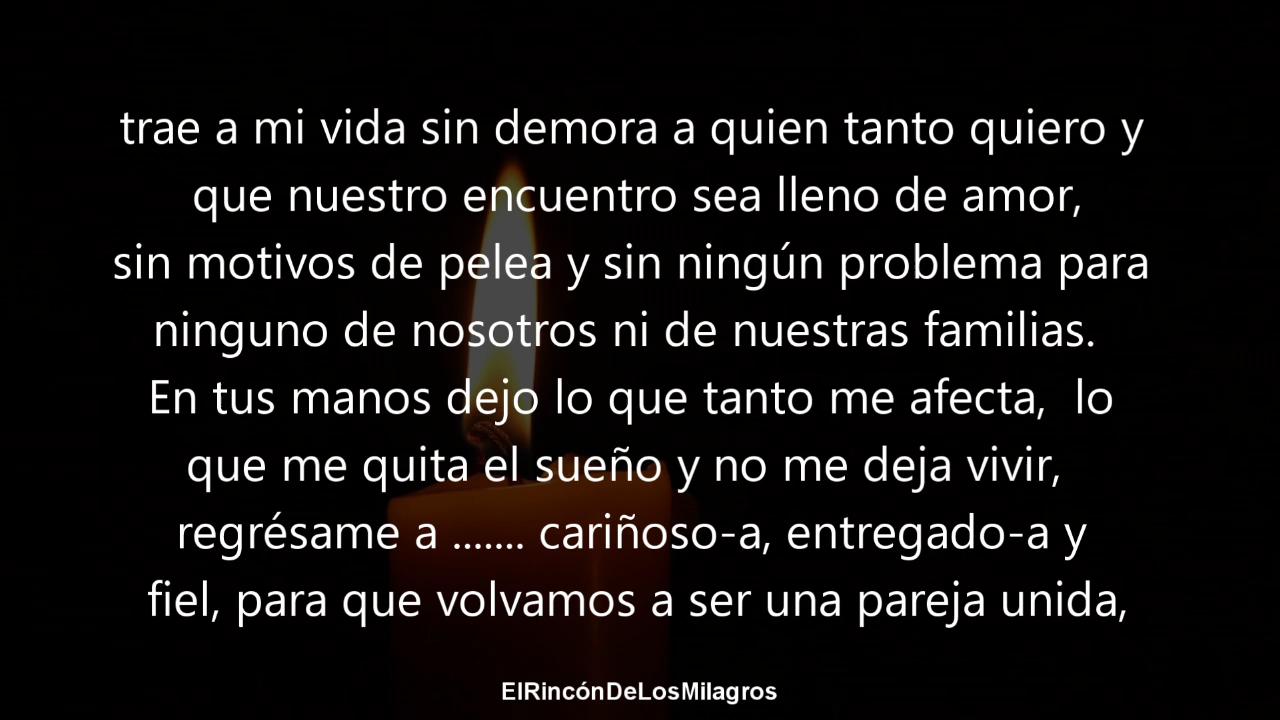 trae a mi vida sin demora a quien tanto quiero y
que nuestro encuentro sea lleno de amor,
sin motivos de pelea y sin ningún problema para
ninguno de nosotros ni de nuestras familias.
En tus manos dejo lo que tanto me afecta,  lo
que me quita el sueño y no me deja vivir,
regrésame a ....... cariñoso-a, entregado-a y
fiel, para que volvamos a ser una pareja unida,
ElRincónDeLosMilagros